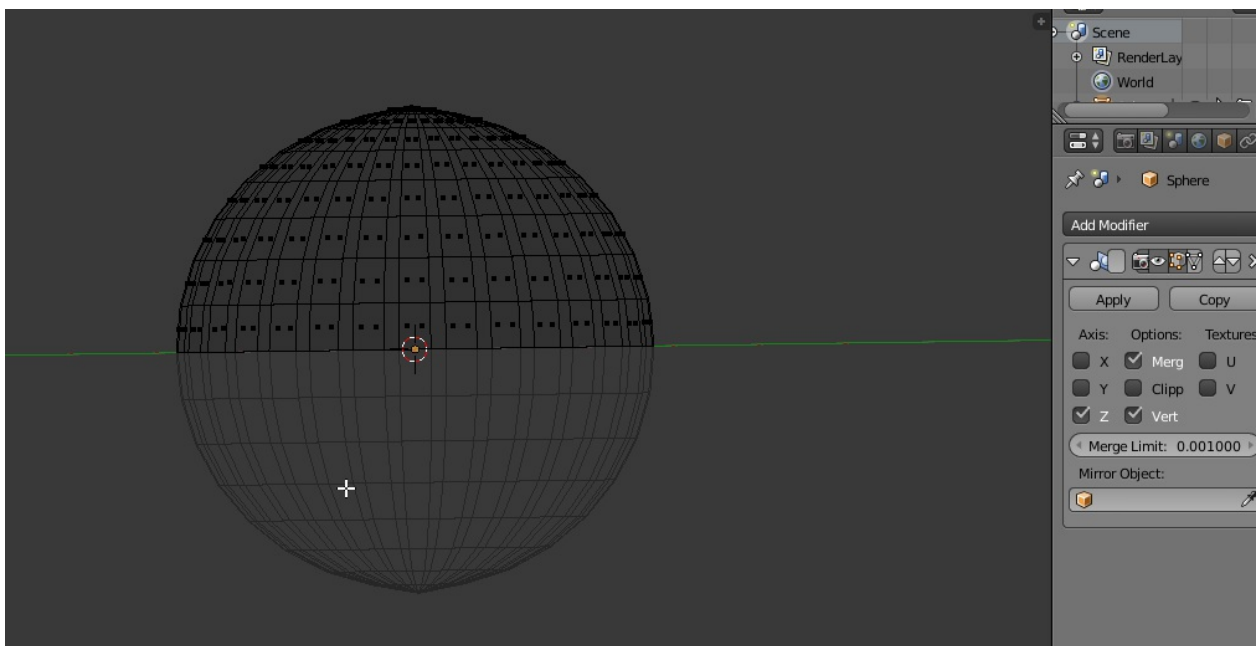 Scene
RenderLay
World
Sphere
Add Modifier
Apply Copy
Axis: Options: Textures
X Merg U
Y Clipp V
Z Vert
Merge Limit: 0.001000
Mirror Object: